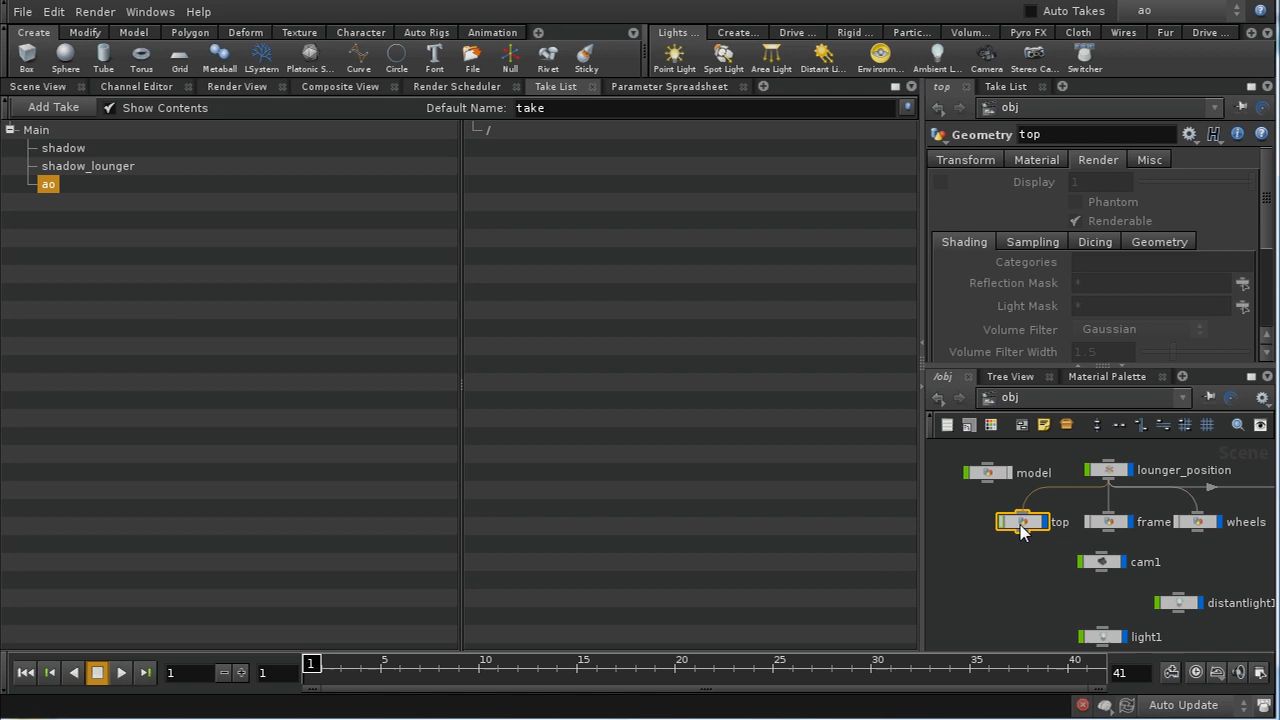 File Edit Render Windows Help
Auto Takes ao
Create Modify Model Polygon Deform Texture Character Auto Rigs Animation
Lights ... Create... Drive ... Rigid ... Partic... Volum... Pyro FX Cloth Wires Fur Drive ...
Box Sphere Tube Torus Grid Metaball LSystem Platonic S... Curve Circle Font File Null Rivet Sticky
Point Light Spot Light Area Light Distant Li... Environm... Ambient L... Camera Stereo Ca... Switcher
Scene View Channel Editor Render View Composite View Render Scheduler Take List Parameter Spreadsheet
top Take List
Add Take Show Contents Default Name: take
obj
Main
/
shadow
shadow_lounger
ao
Geometry top
Transform Material Render Misc
Display 1
Phantom
Renderable
Shading Sampling Dicing Geometry
Categories
Reflection Mask *
Light Mask *
Volume Filter Gaussian
Volume Filter Width 1.5
/obj Tree View Material Palette
obj
Scene
model
lounger_position
top
frame
wheels
cam1
distantlight1
light1
1 1 1 5 10 15 20 25 30 35 40 41
Auto Update